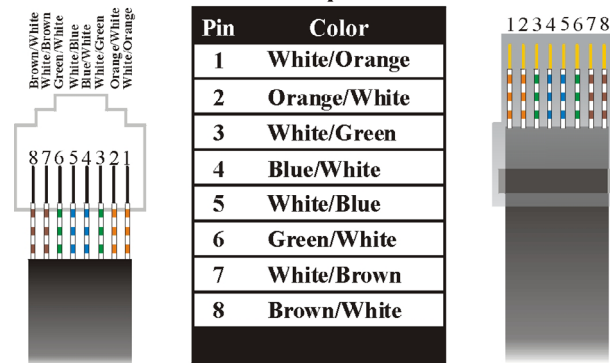 Brown/White
White/Brown
Green/White
White/Blue
Blue/White
White/Green
Orange/White
White/Orange
8 7 6 5 4 3 2 1
Pin Color
1 White/Orange
2 Orange/White
3 White/Green
4 Blue/White
5 White/Blue
6 Green/White
7 White/Brown
8 Brown/White
1 2 3 4 5 6 7 8